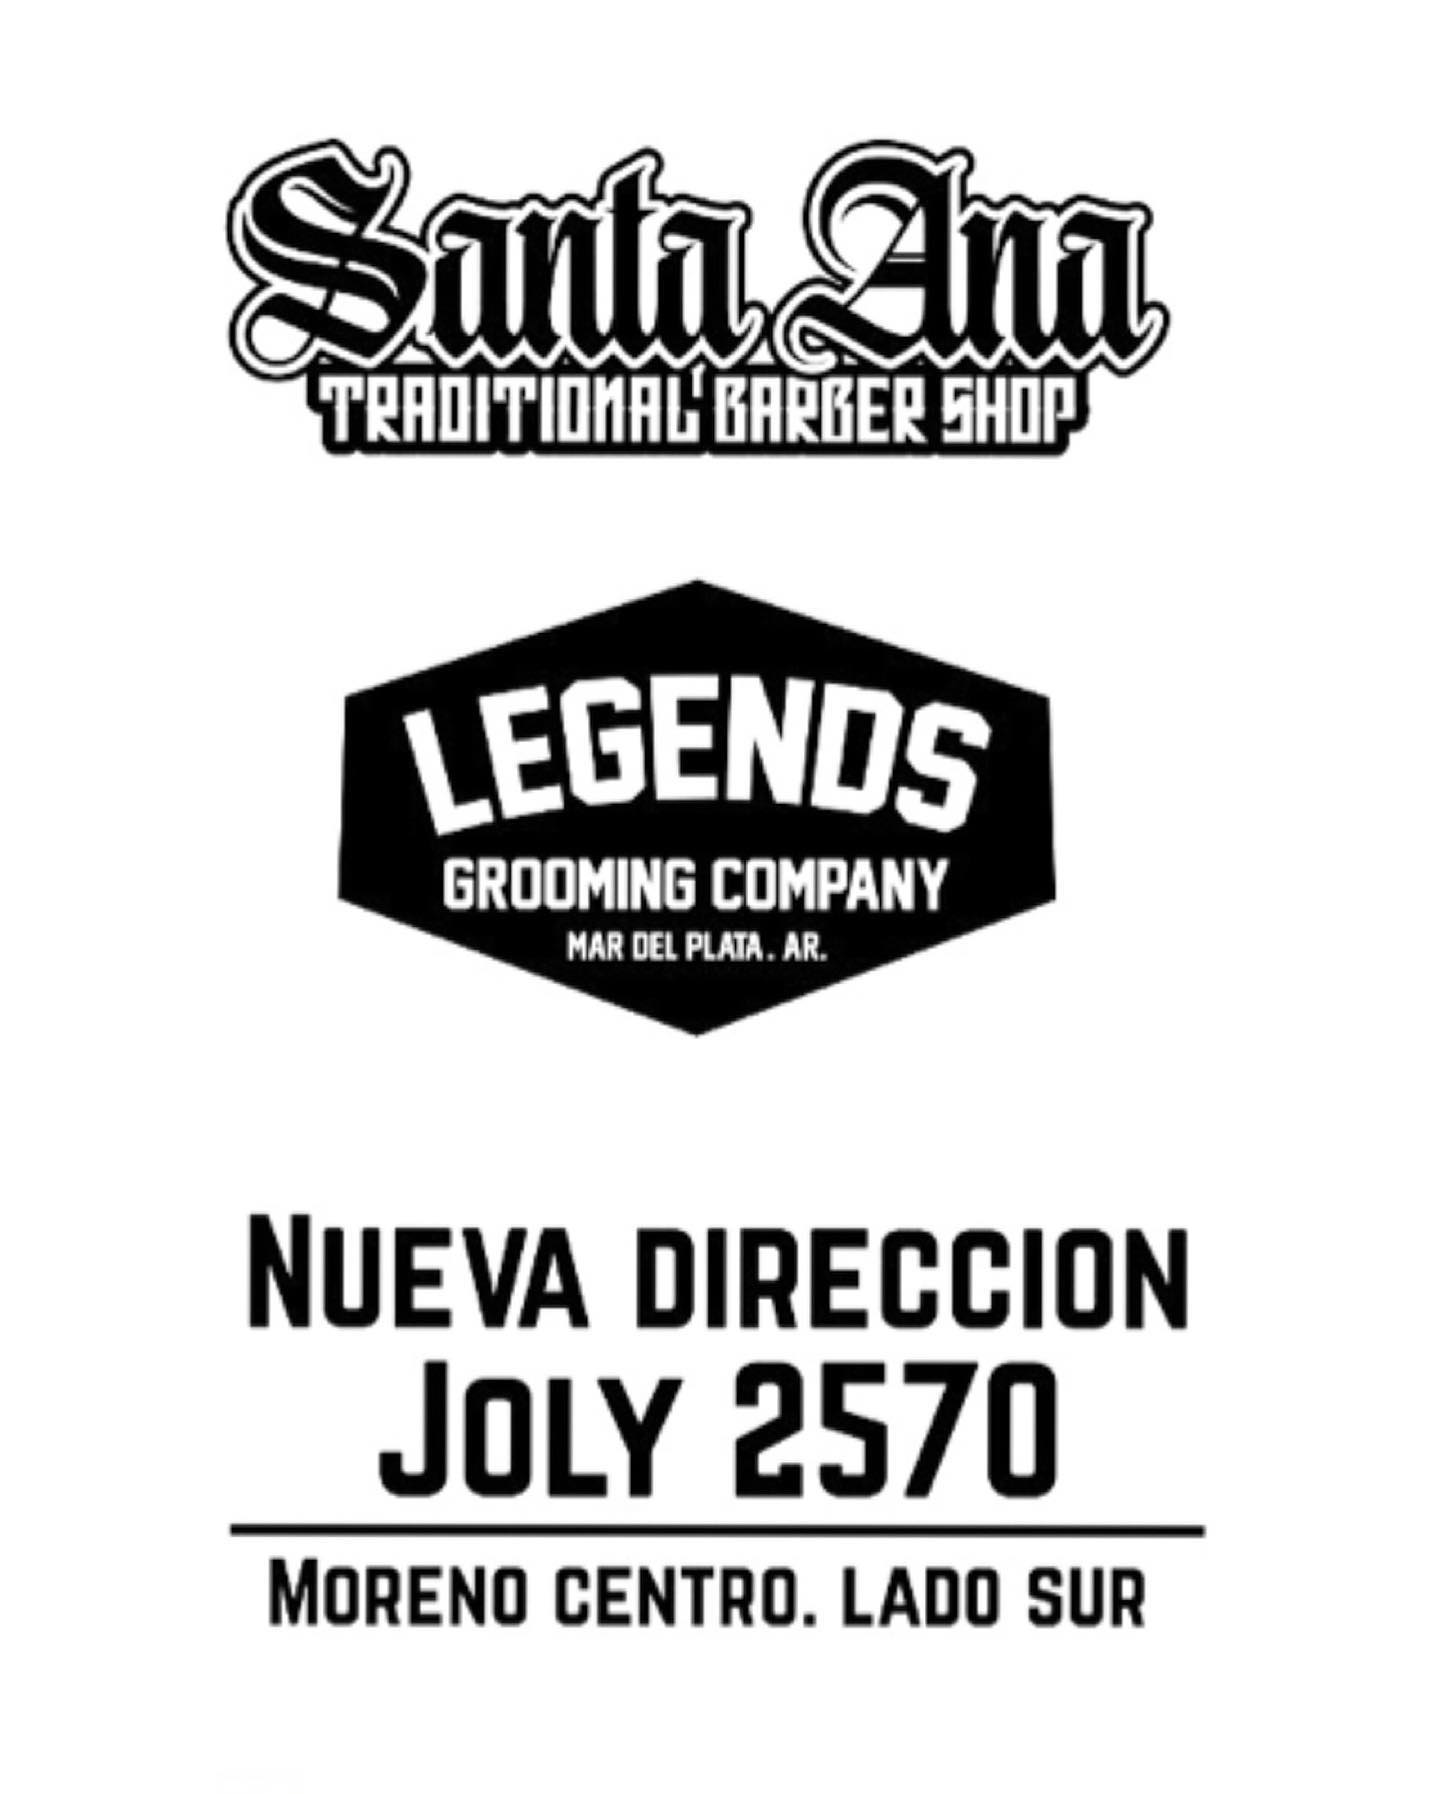 Santa Ana
TRADITIONAL BARBER SHOP
LEGENDS
GROOMING COMPANY
MAR DEL PLATA. AR.
NUEVA DIRECCION
JOLY 2570
MORENO CENTRO. LADO SUR